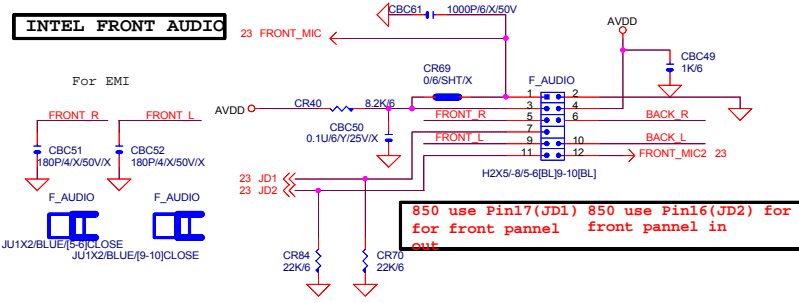 INTEL FRONT AUDIO
CBC61 1000P/6/X/50V
23 FRONT_MIC
AVDD
CBC49
1K/6
CR69
0/6/SHT/X
For EMI
F_AUDIO
1 2
3 4
5 6
7
9 10
11 12
AVDD CR40 8.2K/6
FRONT_R FRONT_L
FRONT_R BACK_R
CBC50
0.1U/6/Y/25V/X
FRONT_L BACK_L
FRONT_MIC2 23
CBC51
180P/4/X/50V/X
CBC52
180P/4/X/50V/X
H2X5/-8/5-6[BL]9-10[BL]
23 JD1
23 JD2
F_AUDIO F_AUDIO
JU1X2/BLUE/[5-6]CLOSE
JU1X2/BLUE/[9-10]CLOSE
850 use Pin17(JD1)
for front pannel
out
850 use Pin16(JD2) for
front pannel in
CR84
22K/6
CR70
22K/6